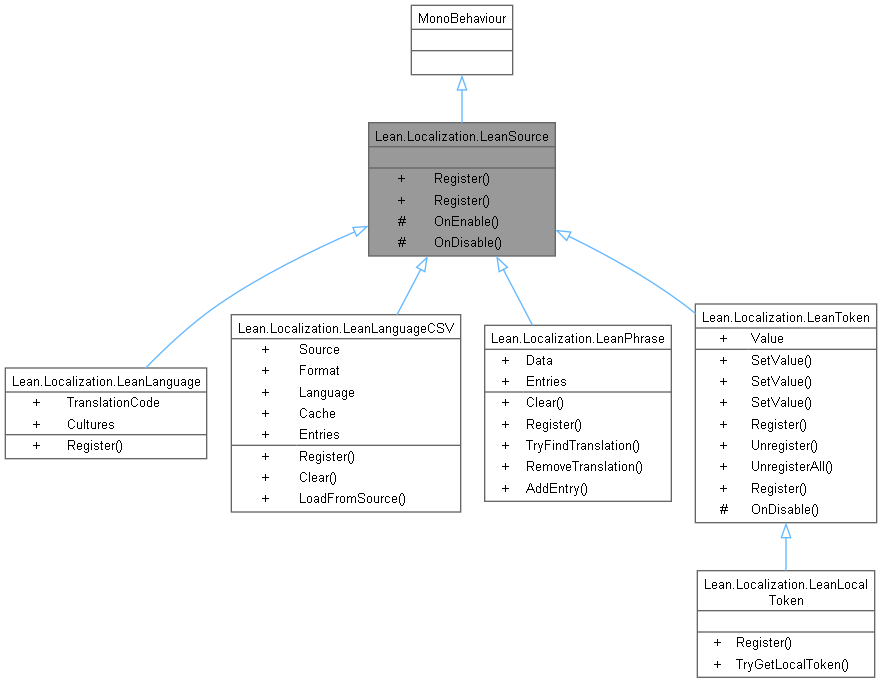 MonoBehaviour
Lean.Localization.LeanSource
+ Register()
+ Register()
# OnEnable()
# OnDisable()
Lean.Localization.LeanLanguage
+ TranslationCode
+ Cultures
+ Register()
Lean.Localization.LeanLanguageCSV
+ Source
+ Format
+ Language
+ Cache
+ Entries
+ Register()
+ Clear()
+ LoadFromSource()
Lean.Localization.LeanPhrase
+ Data
+ Entries
+ Clear()
+ Register()
+ TryFindTranslation()
+ RemoveTranslation()
+ AddEntry()
Lean.Localization.LeanToken
+ Value
+ SetValue()
+ SetValue()
+ SetValue()
+ Register()
+ Unregister()
+ UnregisterAll()
+ Register()
# OnDisable()
Lean.Localization.LeanLocal
Token
+ Register()
+ TryGetLocalToken()